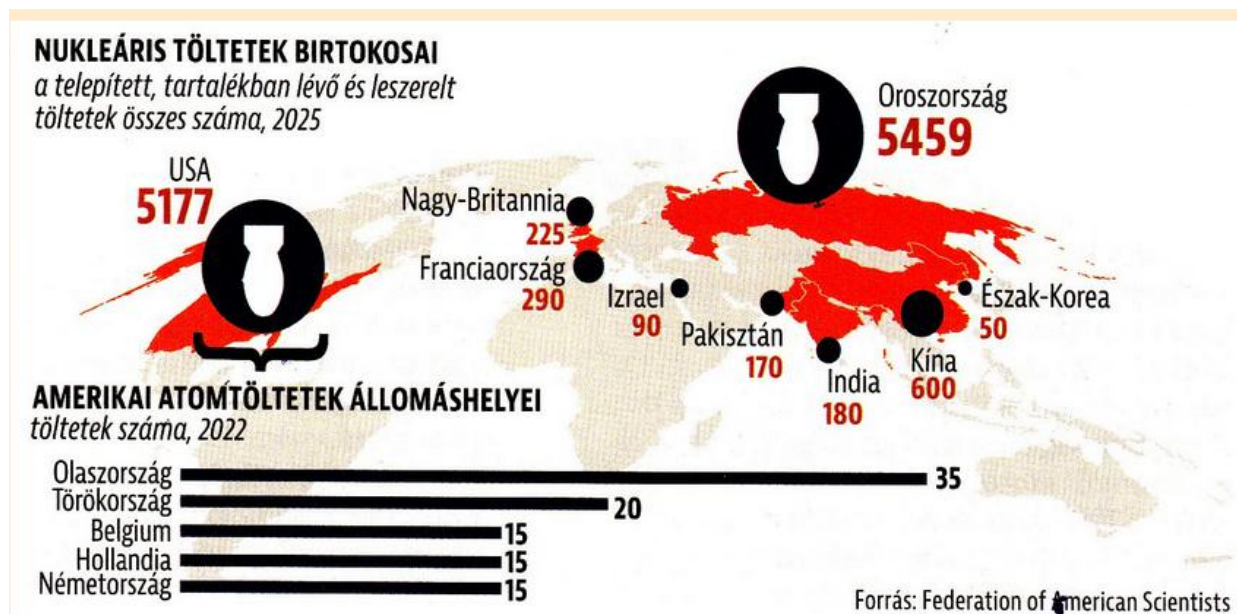 NUKLEÁRIS TÖLTETEK BIRTOKOSAI
a telepített, tartalékban lévő és leszerelt
töltetek összes száma, 2025
USA
5177
Oroszország
5459
Nagy-Britannia
225
Franciaország
290
Izrael
90
Pakisztán
170
India
180
Kína
600
Észak-Korea
50
AMERIKAI ATOMTÖLTETEK ÁLLOMÁSHELYEI
töltetek száma, 2022
Olaszország 35
Törökország 20
Belgium 15
Hollandia 15
Németország 15
Forrás: Federation of American Scientists